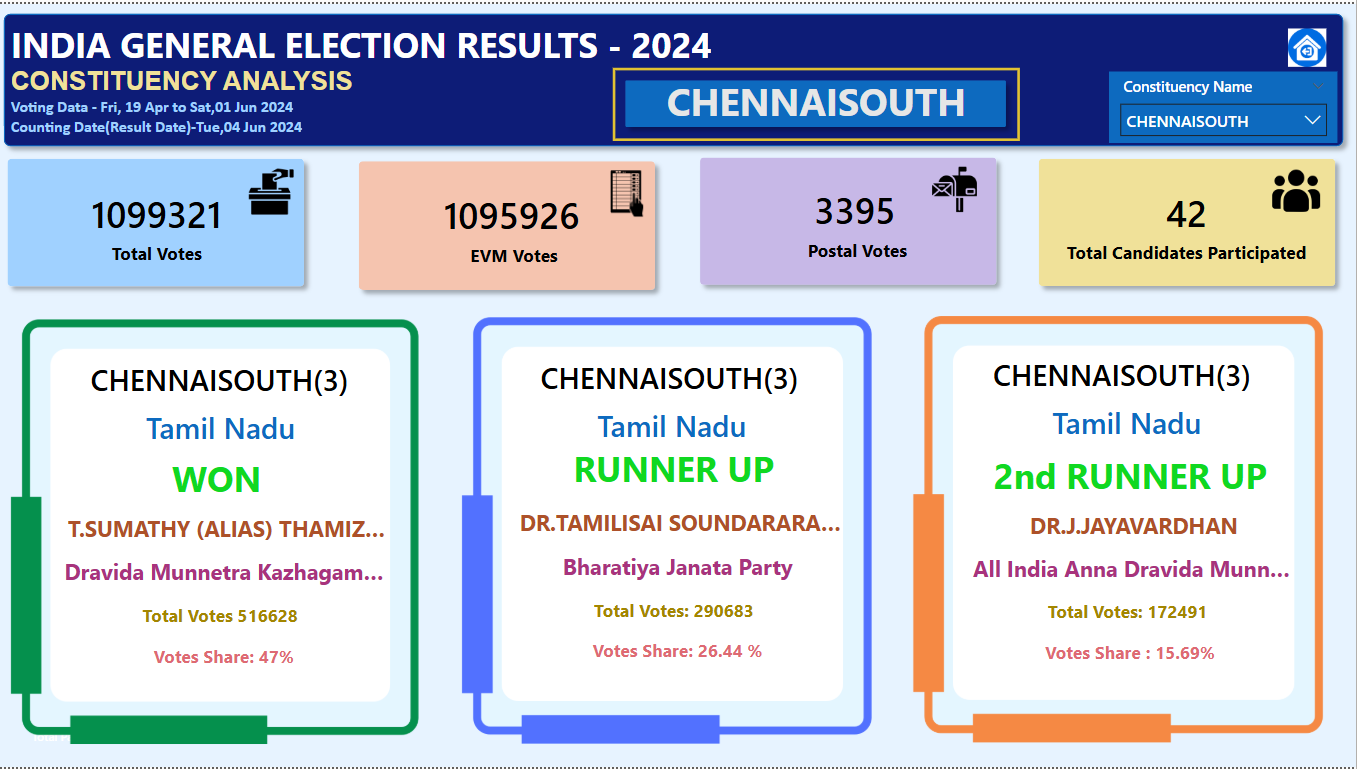 INDIA GENERAL ELECTION RESULTS - 2024
CONSTITUENCY ANALYSIS
Voting Data - Fri, 19 Apr to Sat,01 Jun 2024
Counting Date(Result Date)-Tue,04 Jun 2024
CHENNAISOUTH
Constituency Name
CHENNAISOUTH
1099321
Total Votes
1095926
EVM Votes
3395
Postal Votes
42
Total Candidates Participated
CHENNAISOUTH(3)
Tamil Nadu
WON
T.SUMATHY (ALIAS) THAMIZ...
Dravida Munnetra Kazhagam...
Total Votes 516628
Votes Share: 47%
CHENNAISOUTH(3)
Tamil Nadu
RUNNER UP
DR.TAMILISAI SOUNDARARA...
Bharatiya Janata Party
Total Votes: 290683
Votes Share: 26.44 %
CHENNAISOUTH(3)
Tamil Nadu
2nd RUNNER UP
DR.J.JAYAVARDHAN
All India Anna Dravida Munn...
Total Votes: 172491
Votes Share : 15.69%